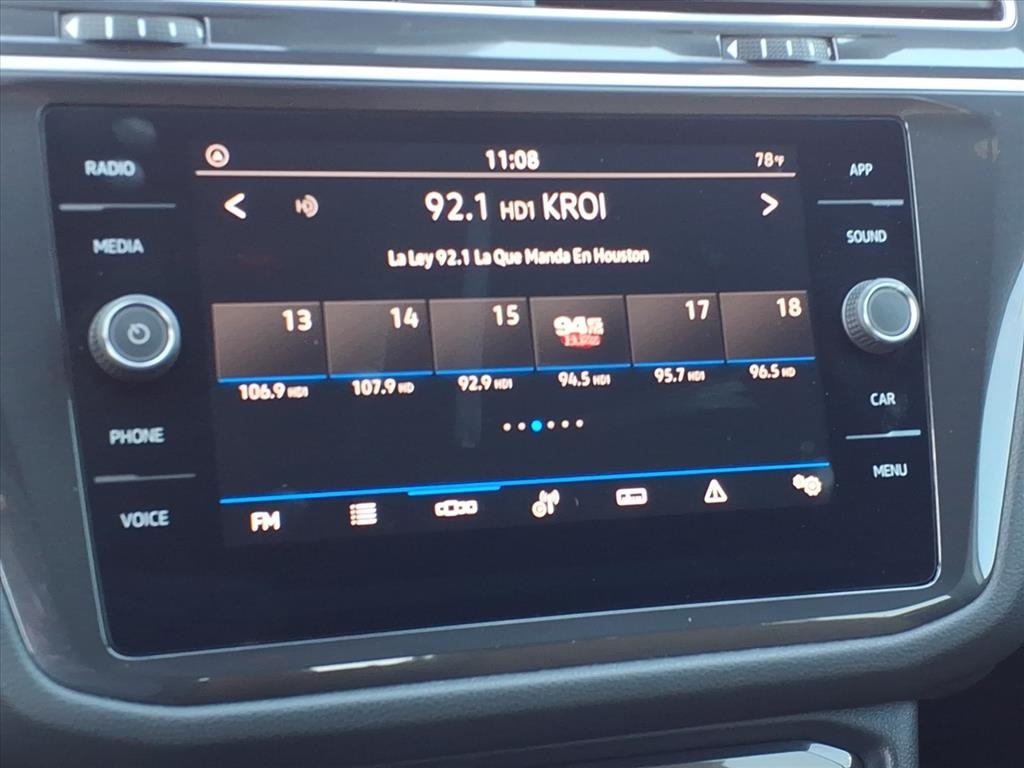 RADIO
MEDIA
PHONE
VOICE
11:08 78°F
92.1 HD1 KROI
La Ley 92.1 La Que Manda En Houston
13 14 15 94.5 17 18
106.9 HD1 107.9 HD 92.9 HD1 94.5 HD1 95.7 HD1 96.5 HD
FM
APP
SOUND
CAR
MENU